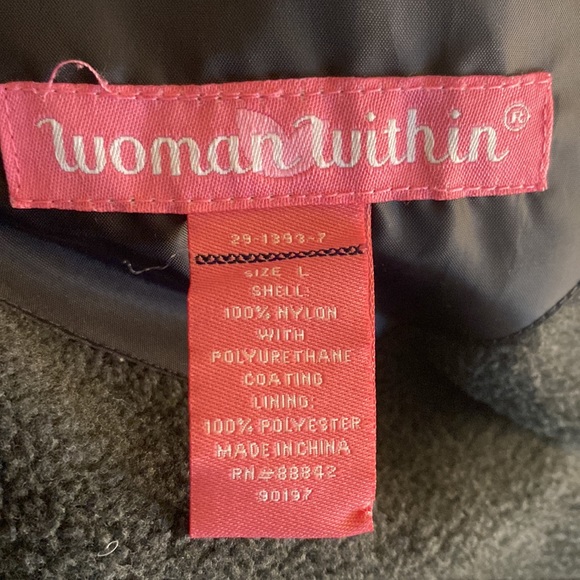 Woman Within®
29-1393-7
SIZE L
SHELL:
100% NYLON
WITH
POLYURETHANE
COATING
LINING:
100% POLYESTER
MADE IN CHINA
RN#88842
90197